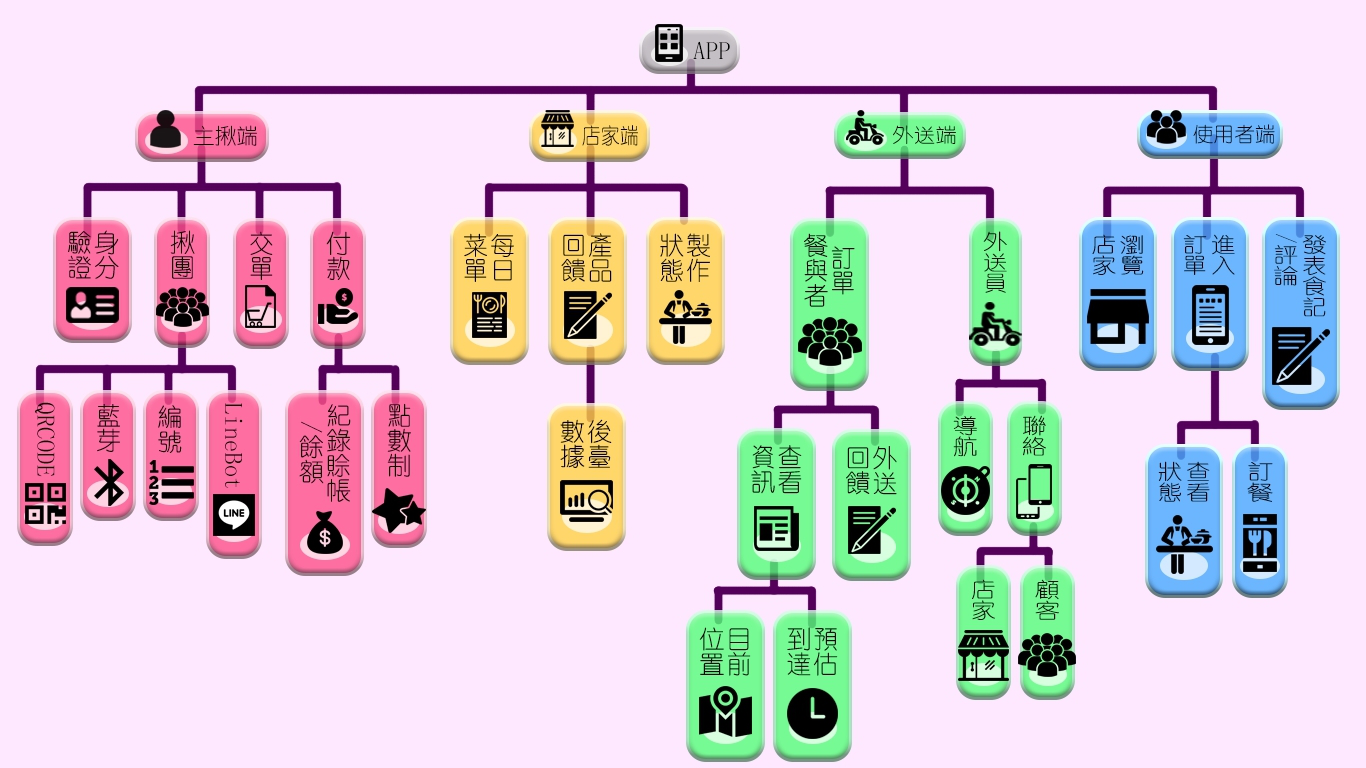 APP
主揪端
店家端
外送端
使用者端
身分
驗證
揪團
交單
付款
每日
菜單
產品
回饋
製作
狀態
訂單
參與者
外送員
瀏覽
店家
進入
訂單
發表食記
/評論
QRCODE
藍芽
編號
1
2
3
LineBot
LINE
紀錄賒帳
/餘額
$
點數制
後臺
數據
查看
資訊
外送
回饋
導航
聯絡
查看
狀態
訂餐
店家
顧客
目前
位置
預估
到達